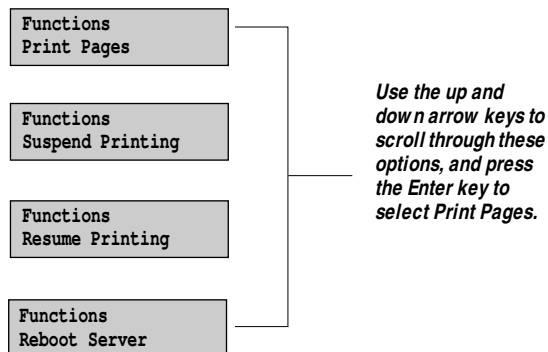 Functions
Print Pages
Functions
Suspend Printing
Functions
Resume Printing
Functions
Reboot Server
Use the up and
down arrow keys to
scroll through these
options, and press
the Enter key to
select Print Pages.